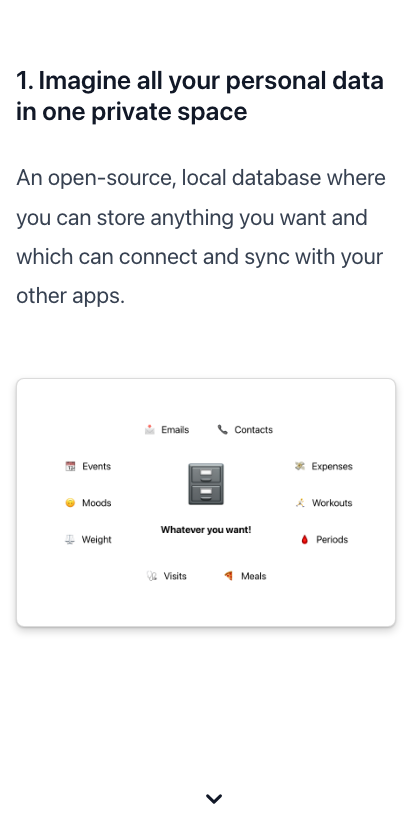 1. Imagine all your personal data
in one private space
An open-source, local database where
you can store anything you want and
which can connect and sync with your
other apps.
Emails Contacts
Events Expenses
Moods Workouts
Whatever you want!
Weight Periods
Visits Meals